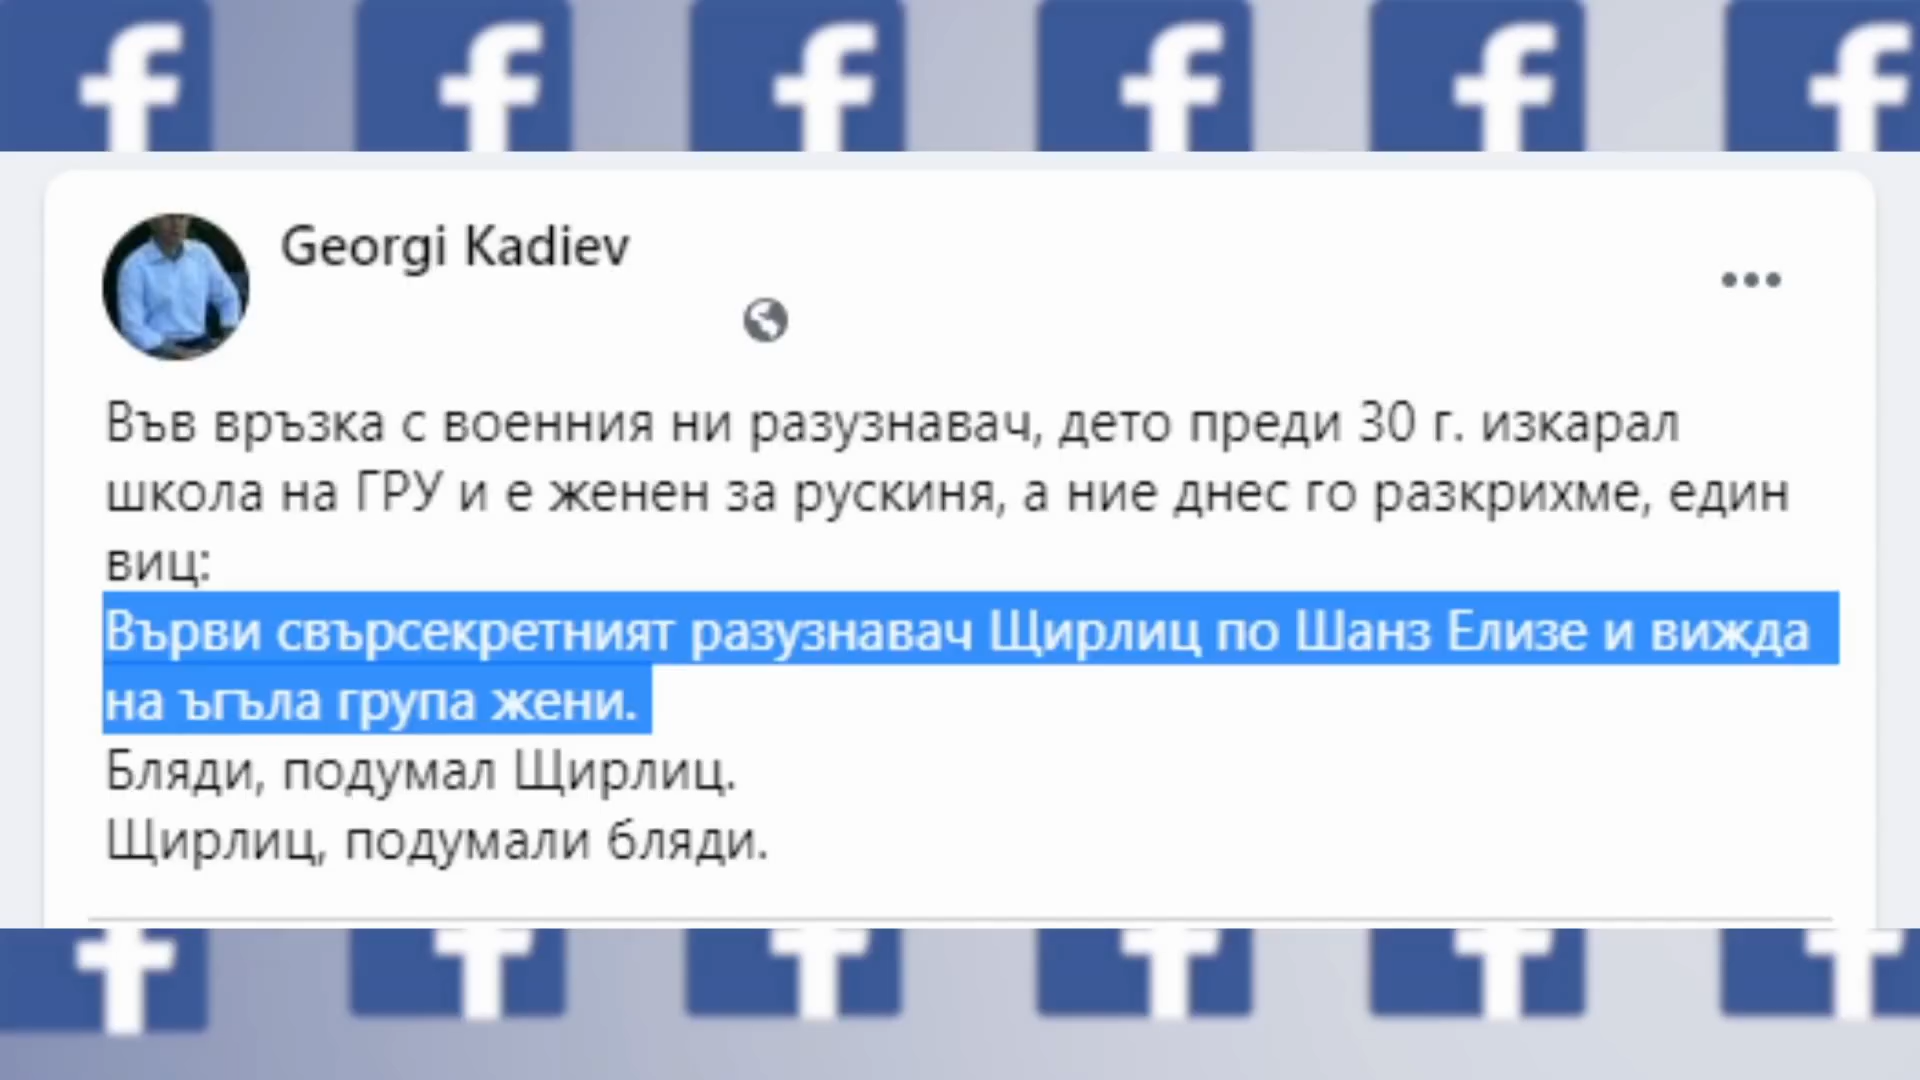 Georgi Kadiev
Във връзка с военния ни разузнавач, дето преди 30 г. изкарал
школа на ГРУ и е женен за рускиня, а ние днес го разкрихме, един
виц:
Върви свърсекретният разузнавач Щирлиц по Шанз Елизе и вижда
на ъгъла група жени.
Бляди, подумал Щирлиц.
Щирлиц, подумали бляди.